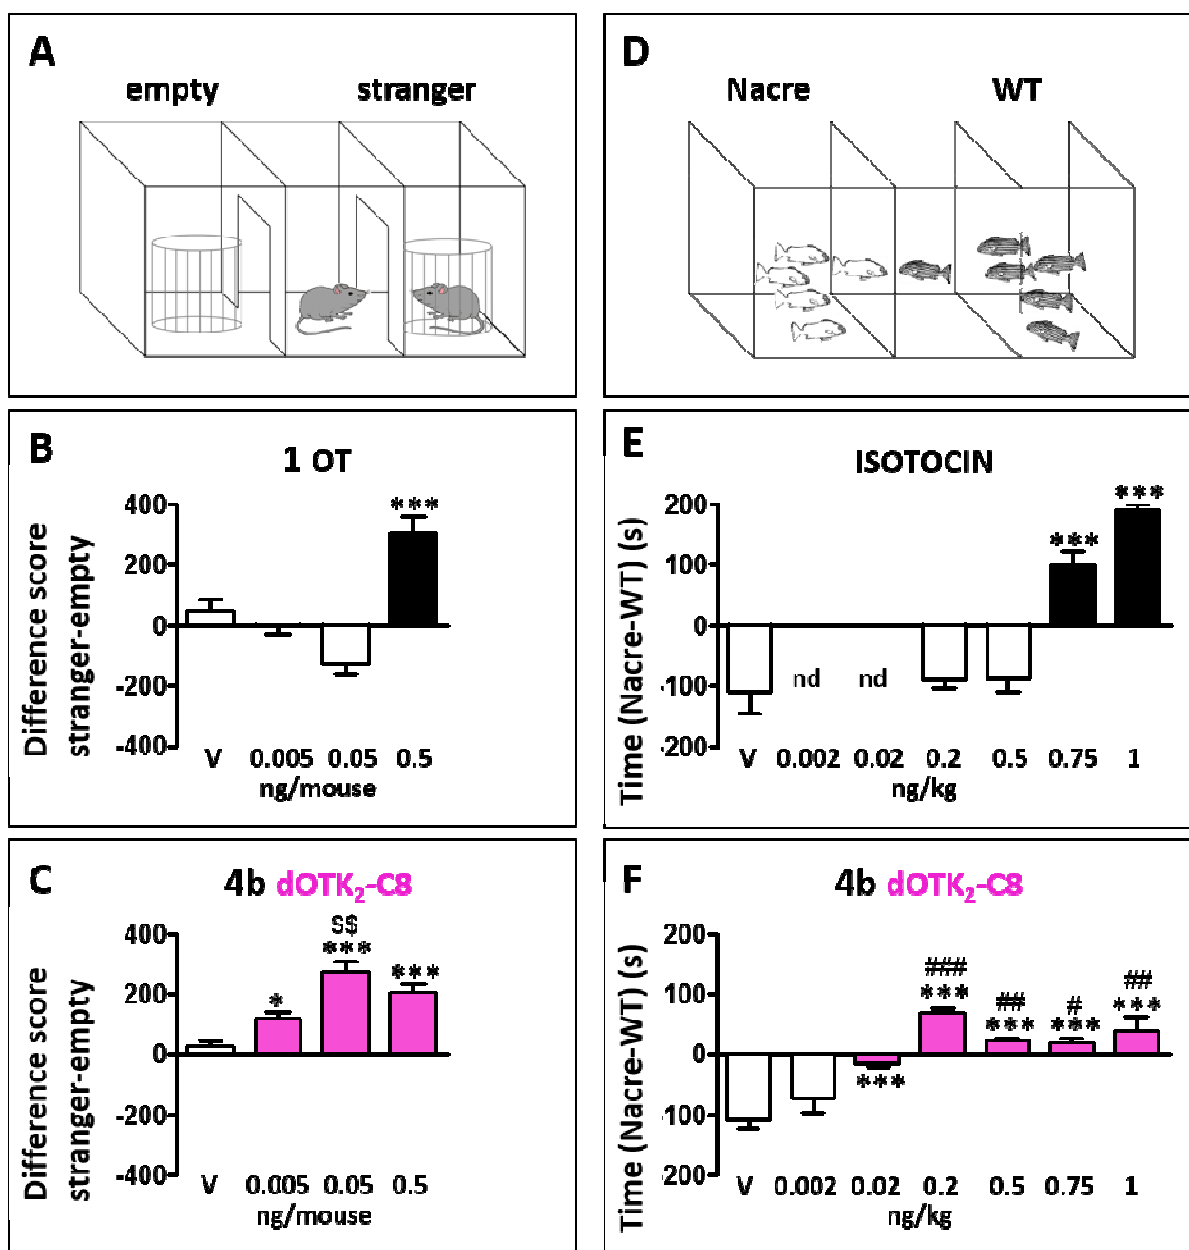 A
empty stranger
D
Nacre WT
B
1 OT
Difference score
stranger-empty
400
200
0
-200
-400
***
V 0.005 0.05 0.5
ng/mouse
E
ISOTOCIN
Time (Nacre-WT) (s)
200
100
0
-100
-200
nd nd
***
***
V 0.002 0.02 0.2 0.5 0.75 1
ng/kg
C
4b dOTK₂-C8
Difference score
stranger-empty
400
200
0
-200
-400
*
$$
***
***
V 0.005 0.05 0.5
ng/mouse
F
4b dOTK₂-C8
Time (Nacre-WT) (s)
200
100
0
-100
-200
***
###
***
##
***
#
***
##
***
V 0.002 0.02 0.2 0.5 0.75 1
ng/kg